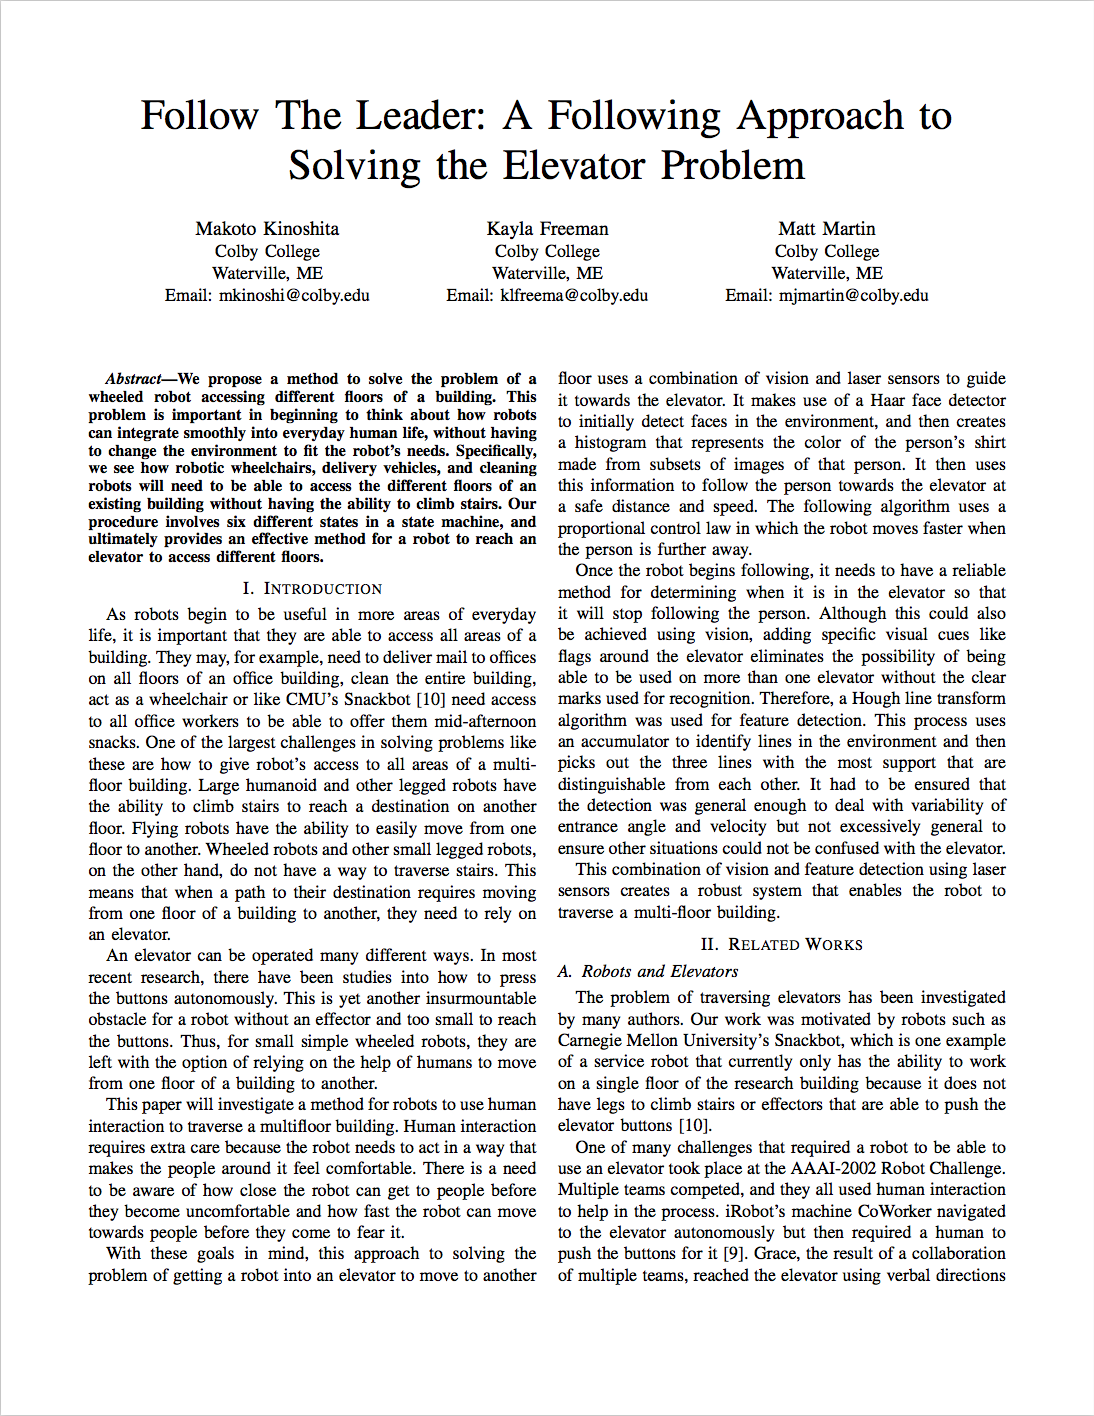 Follow The Leader: A Following Approach to
Solving the Elevator Problem
Makoto Kinoshita
Colby College
Waterville, ME
Email: mkinoshi@colby.edu
Kayla Freeman
Colby College
Waterville, ME
Email: klfreema@colby.edu
Matt Martin
Colby College
Waterville, ME
Email: mjmartin@colby.edu
Abstract—We propose a method to solve the problem of a
wheeled robot accessing different floors of a building. This
problem is important in beginning to think about how robots
can integrate smoothly into everyday human life, without having
to change the environment to fit the robot's needs. Specifically,
we see how robotic wheelchairs, delivery vehicles, and cleaning
robots will need to be able to access the different floors of an
existing building without having the ability to climb stairs. Our
procedure involves six different states in a state machine, and
ultimately provides an effective method for a robot to reach an
elevator to access different floors.
I. INTRODUCTION
As robots begin to be useful in more areas of everyday
life, it is important that they are able to access all areas of a
building. They may, for example, need to deliver mail to offices
on all floors of an office building, clean the entire building,
act as a wheelchair or like CMU's Snackbot [10] need access
to all office workers to be able to offer them mid-afternoon
snacks. One of the largest challenges in solving problems like
these are how to give robot's access to all areas of a multi-
floor building. Large humanoid and other legged robots have
the ability to climb stairs to reach a destination on another
floor. Flying robots have the ability to easily move from one
floor to another. Wheeled robots and other small legged robots,
on the other hand, do not have a way to traverse stairs. This
means that when a path to their destination requires moving
from one floor of a building to another, they need to rely on
an elevator.
An elevator can be operated many different ways. In most
recent research, there have been studies into how to press
the buttons autonomously. This is yet another insurmountable
obstacle for a robot without an effector and too small to reach
the buttons. Thus, for small simple wheeled robots, they are
left with the option of relying on the help of humans to move
from one floor of a building to another.
This paper will investigate a method for robots to use human
interaction to traverse a multifloor building. Human interaction
requires extra care because the robot needs to act in a way that
makes the people around it feel comfortable. There is a need
to be aware of how close the robot can get to people before
they become uncomfortable and how fast the robot can move
towards people before they come to fear it.
With these goals in mind, this approach to solving the
problem of getting a robot into an elevator to move to another
floor uses a combination of vision and laser sensors to guide
it towards the elevator. It makes use of a Haar face detector
to initially detect faces in the environment, and then creates
a histogram that represents the color of the person's shirt
made from subsets of images of that person. It then uses
this information to follow the person towards the elevator at
a safe distance and speed. The following algorithm uses a
proportional control law in which the robot moves faster when
the person is further away.
Once the robot begins following, it needs to have a reliable
method for determining when it is in the elevator so that
it will stop following the person. Although this could also
be achieved using vision, adding specific visual cues like
flags around the elevator eliminates the possibility of being
able to be used on more than one elevator without the clear
marks used for recognition. Therefore, a Hough line transform
algorithm was used for feature detection. This process uses
an accumulator to identify lines in the environment and then
picks out the three lines with the most support that are
distinguishable from each other. It had to be ensured that
the detection was general enough to deal with variability of
entrance angle and velocity but not excessively general to
ensure other situations could not be confused with the elevator.
This combination of vision and feature detection using laser
sensors creates a robust system that enables the robot to
traverse a multi-floor building.
II. RELATED WORKS
A. Robots and Elevators
The problem of traversing elevators has been investigated
by many authors. Our work was motivated by robots such as
Carnegie Mellon University's Snackbot, which is one example
of a service robot that currently only has the ability to work
on a single floor of the research building because it does not
have legs to climb stairs or effectors that are able to push the
elevator buttons [10].
One of many challenges that required a robot to be able to
use an elevator took place at the AAAI-2002 Robot Challenge.
Multiple teams competed, and they all used human interaction
to help in the process. iRobot's machine CoWorker navigated
to the elevator autonomously but then required a human to
push the buttons for it [9]. Grace, the result of a collaboration
of multiple teams, reached the elevator using verbal directions